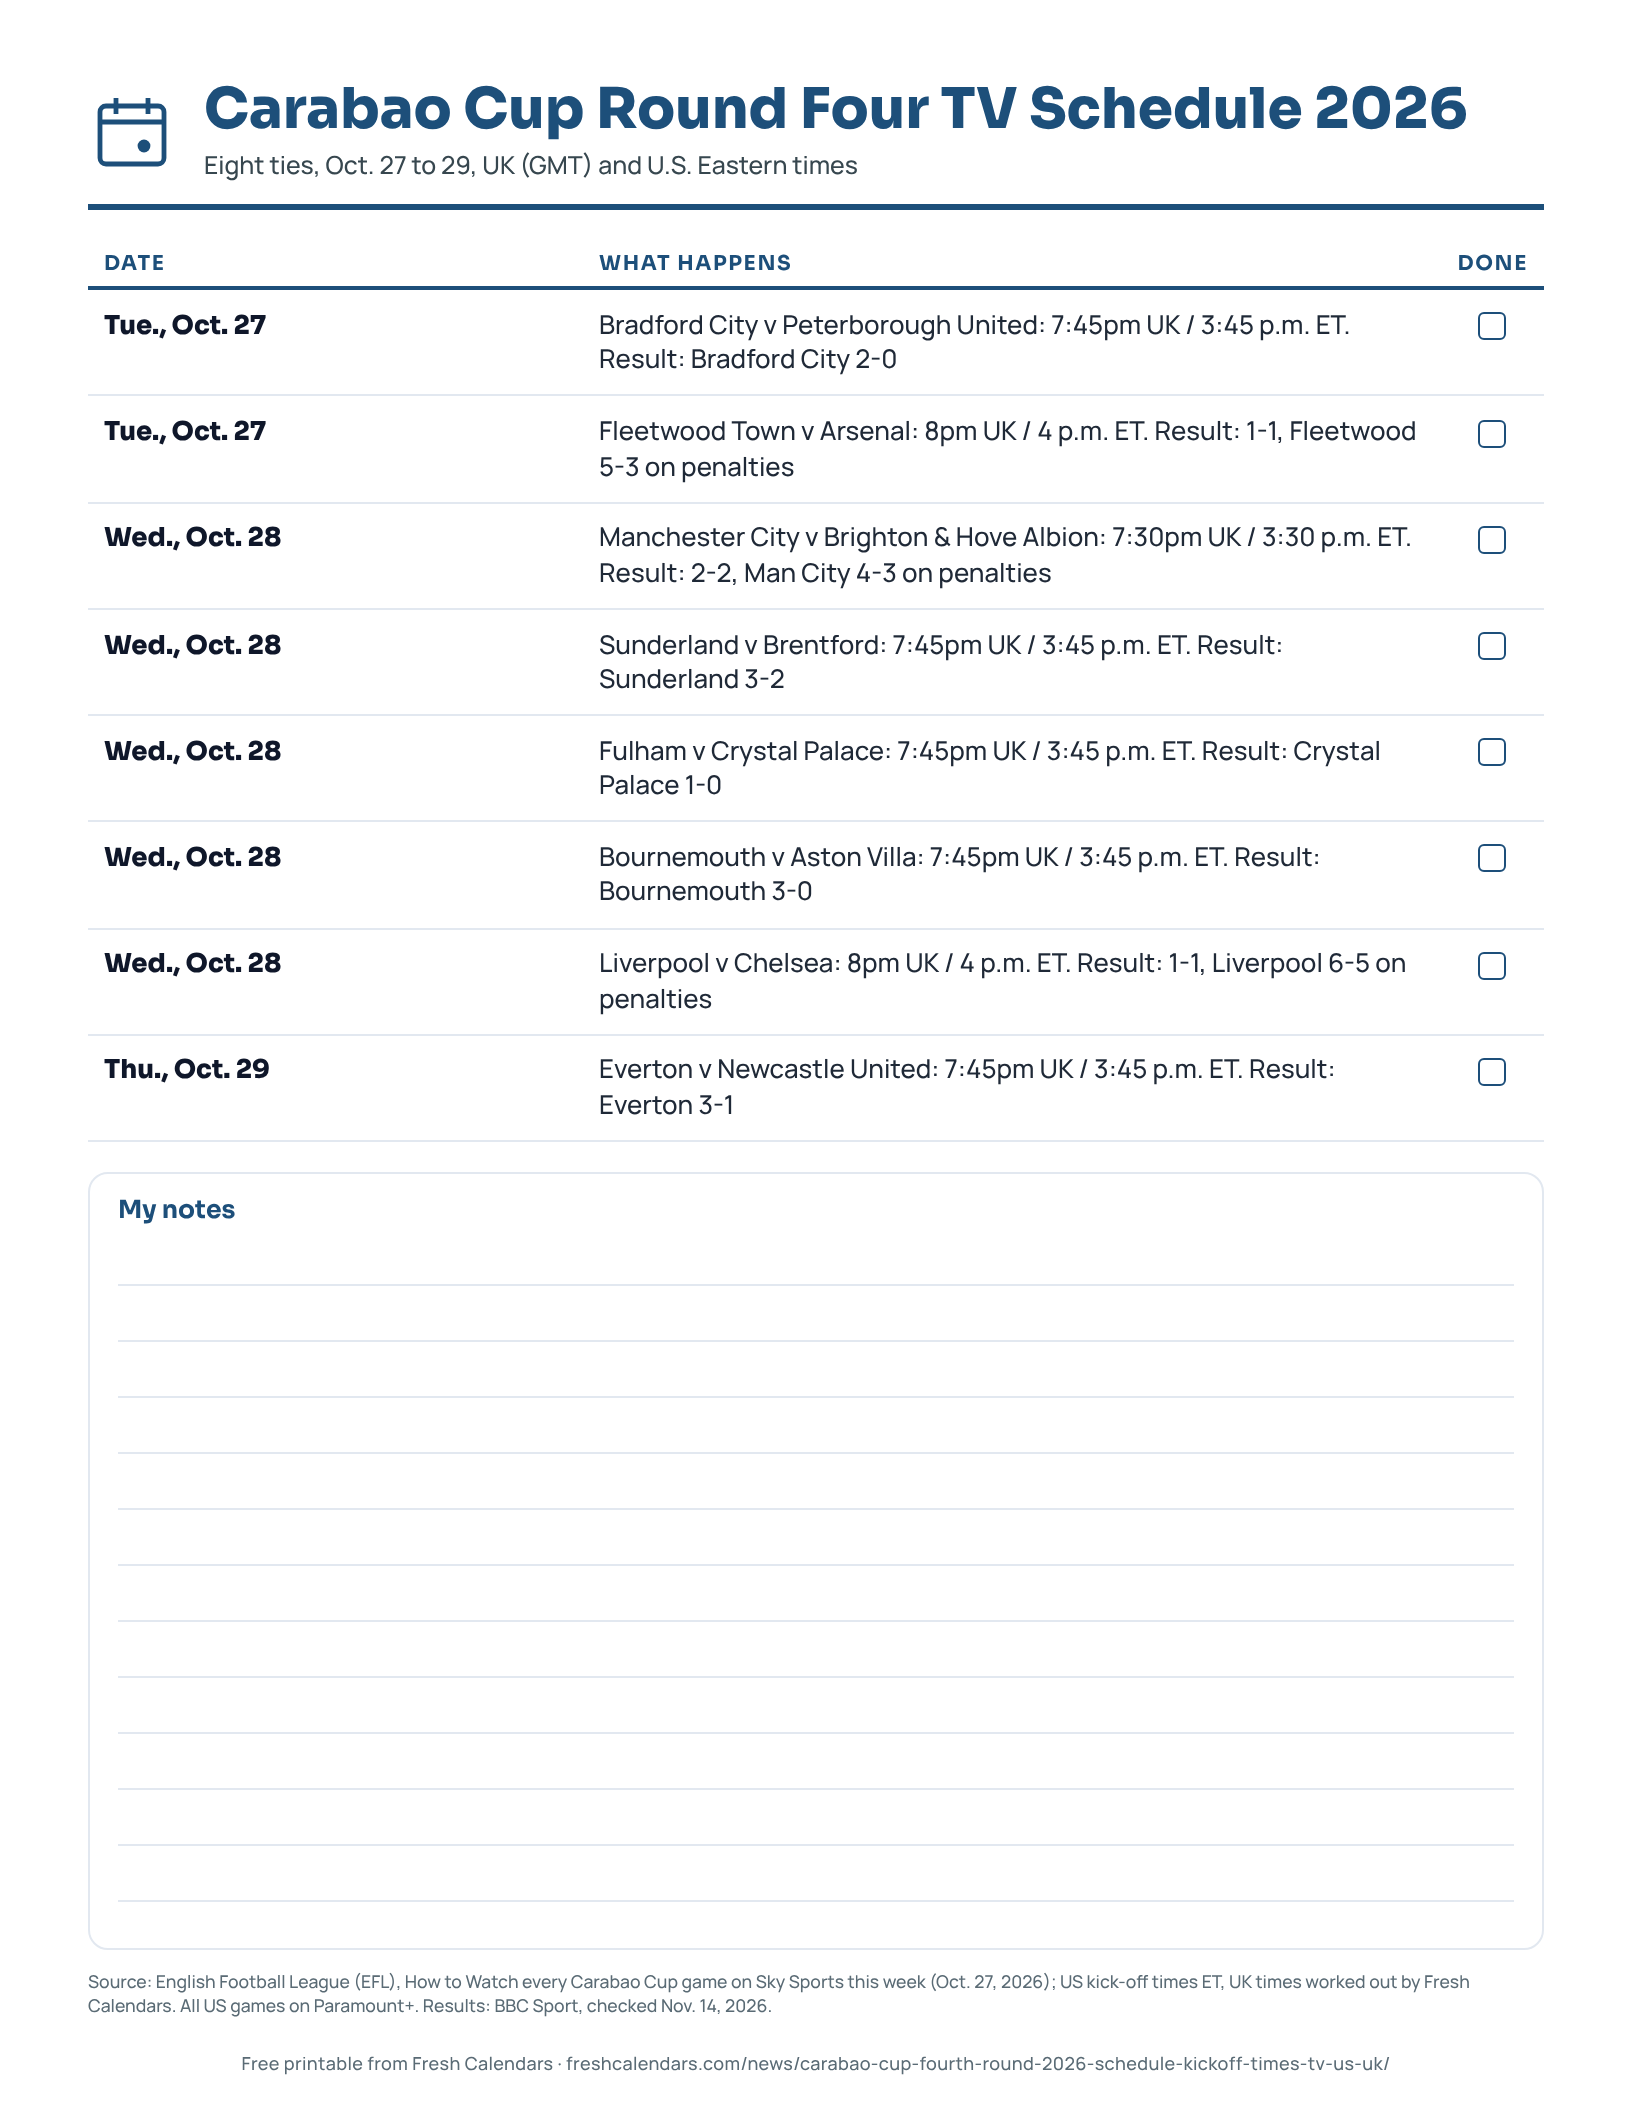 Carabao Cup Round Four TV Schedule 2026
Eight ties, Oct. 27 to 29, UK (GMT) and U.S. Eastern times
DATE WHAT HAPPENS DONE
Tue., Oct. 27 Bradford City v Peterborough United: 7:45pm UK / 3:45 p.m. ET.
Result: Bradford City 2-0
Tue., Oct. 27 Fleetwood Town v Arsenal: 8pm UK / 4 p.m. ET. Result: 1-1, Fleetwood
5-3 on penalties
Wed., Oct. 28 Manchester City v Brighton & Hove Albion: 7:30pm UK / 3:30 p.m. ET.
Result: 2-2, Man City 4-3 on penalties
Wed., Oct. 28 Sunderland v Brentford: 7:45pm UK / 3:45 p.m. ET. Result:
Sunderland 3-2
Wed., Oct. 28 Fulham v Crystal Palace: 7:45pm UK / 3:45 p.m. ET. Result: Crystal
Palace 1-0
Wed., Oct. 28 Bournemouth v Aston Villa: 7:45pm UK / 3:45 p.m. ET. Result:
Bournemouth 3-0
Wed., Oct. 28 Liverpool v Chelsea: 8pm UK / 4 p.m. ET. Result: 1-1, Liverpool 6-5 on
penalties
Thu., Oct. 29 Everton v Newcastle United: 7:45pm UK / 3:45 p.m. ET. Result:
Everton 3-1
My notes
Source: English Football League (EFL), How to Watch every Carabao Cup game on Sky Sports this week (Oct. 27, 2026); US kick-off times ET, UK times worked out by Fresh
Calendars. All US games on Paramount+. Results: BBC Sport, checked Nov. 14, 2026.
Free printable from Fresh Calendars · freshcalendars.com/news/carabao-cup-fourth-round-2026-schedule-kickoff-times-tv-us-uk/